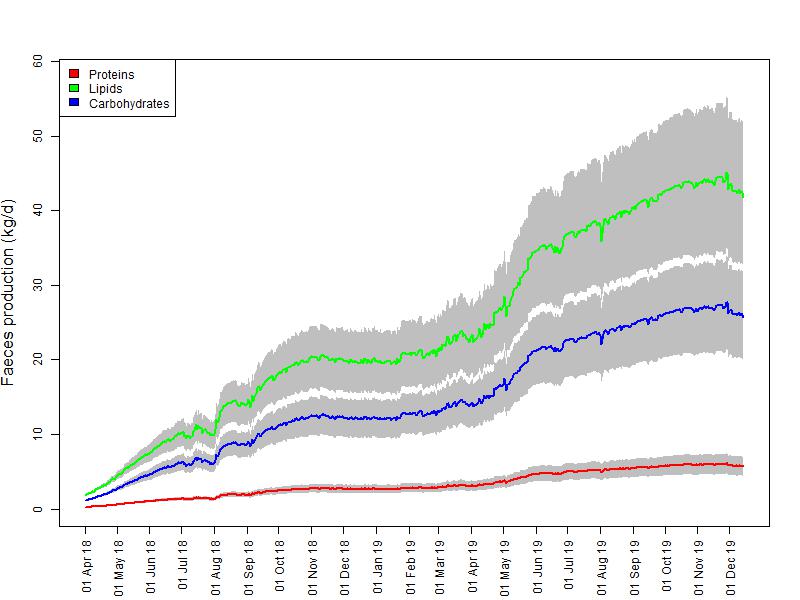 Proteins
Lipids
Carbohydrates
Faeces production (kg/d)
60
50
40
30
20
10
0
01 Apr 18
01 May 18
01 Jun 18
01 Jul 18
01 Aug 18
01 Sep 18
01 Oct 18
01 Nov 18
01 Dec 18
01 Jan 19
01 Feb 19
01 Mar 19
01 Apr 19
01 May 19
01 Jun 19
01 Jul 19
01 Aug 19
01 Sep 19
01 Oct 19
01 Nov 19
01 Dec 19